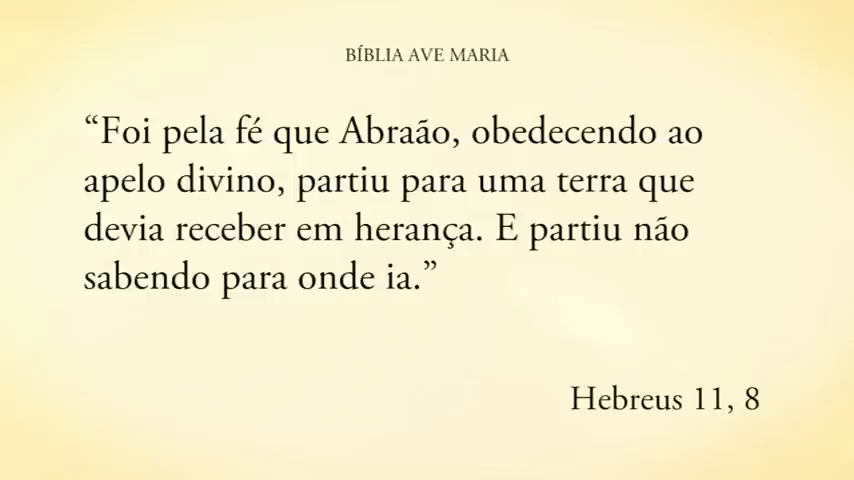 BÍBLIA AVE MARIA
“Foi pela fé que Abraão, obedecendo ao
apelo divino, partiu para uma terra que
devia receber em herança. E partiu não
sabendo para onde ia.”
Hebreus 11, 8